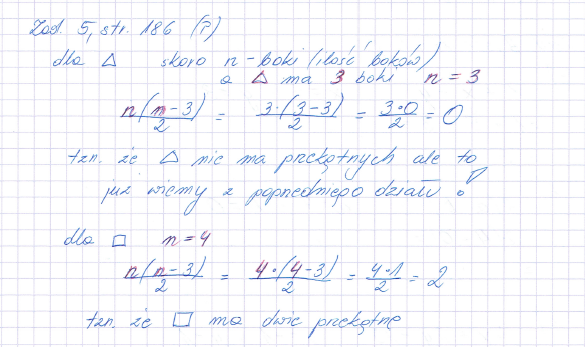 Zad. 5, str. 186 (P)
dla △ skoro n - boki (ilość boków)
a △ ma 3 boki n = 3
n(n-3)/2 = 3·(3-3)/2 = 3·0/2 = 0
tzn. że △ nie ma przekątnych ale to
już wiemy z poprzedniego działu!
dla □ n = 4
n(n-3)/2 = 4·(4-3)/2 = 4·1/2 = 2
tzn. że □ ma dwie przekątne